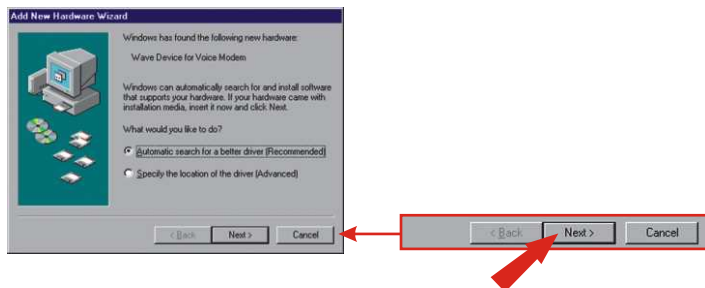 Add New Hardware Wizard
Windows has found the following new hardware:
Wave Device for Voice Modem
Windows can automatically search for and install software
that supports your hardware. If your hardware came with
installation media, insert it now and click Next.
What would you like to do?
Automatic search for a better driver (Recommended)
Specify the location of the driver (Advanced)
< Back Next > Cancel
< Back Next > Cancel